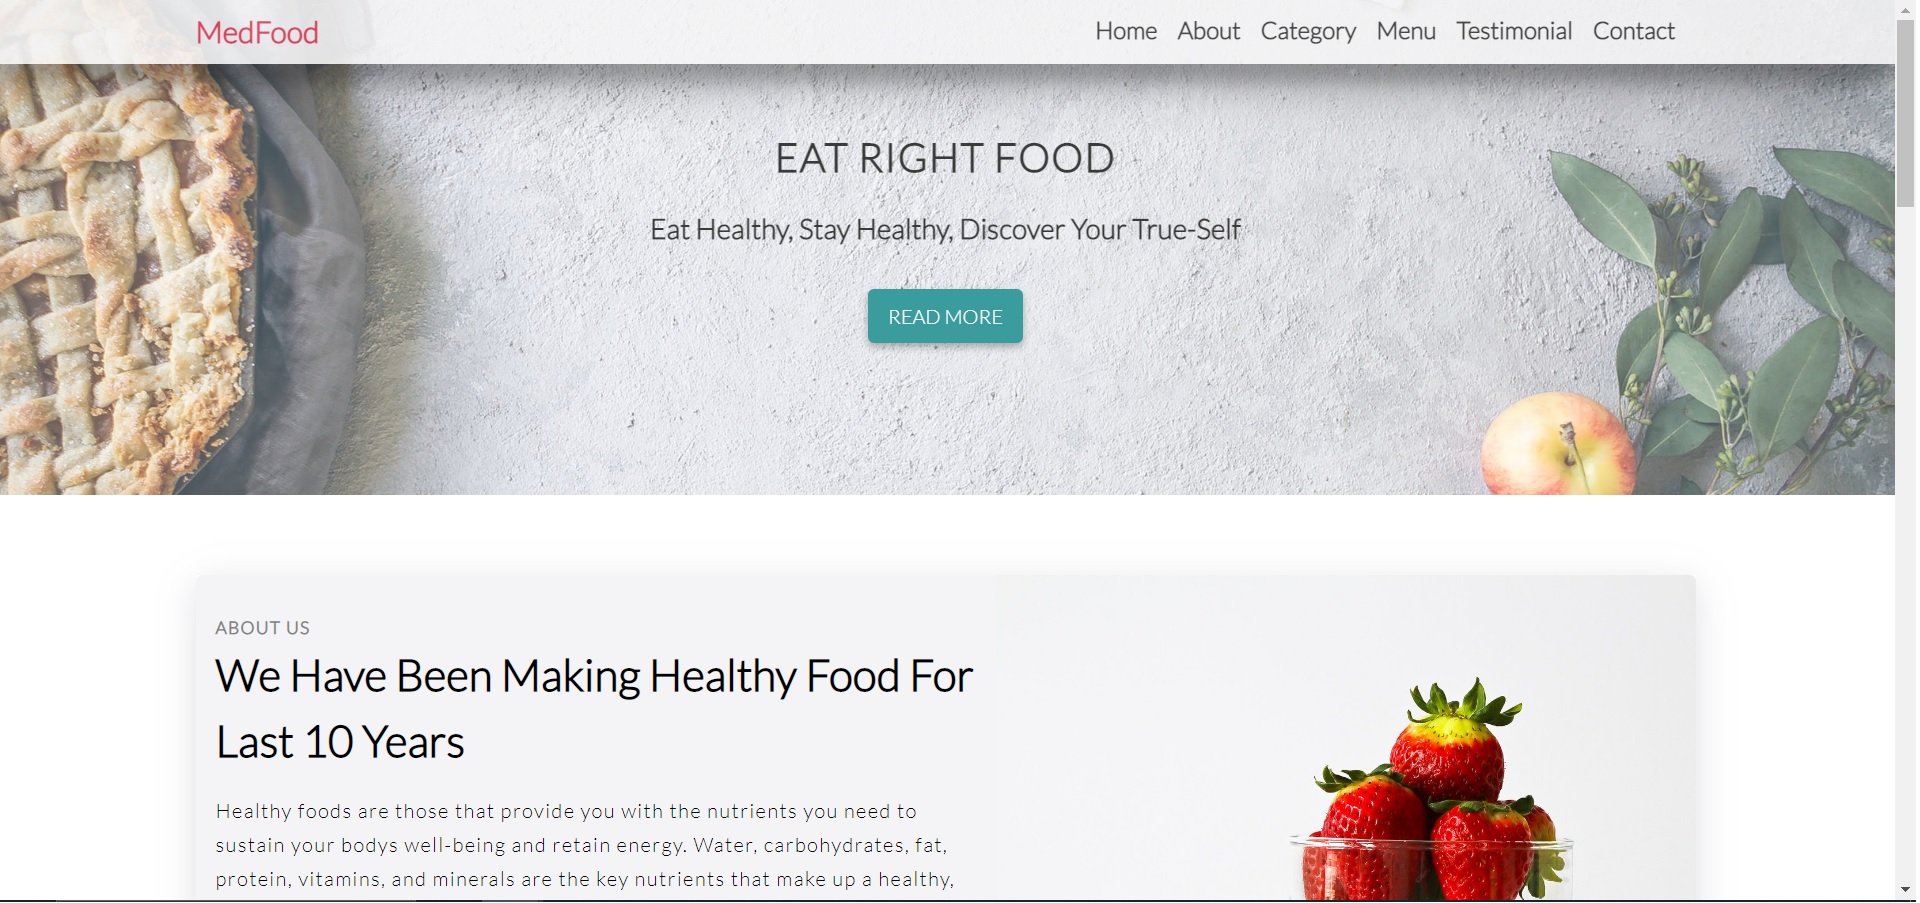 MedFood
Home About Category Menu Testimonial Contact
EAT RIGHT FOOD
Eat Healthy, Stay Healthy, Discover Your True-Self
READ MORE
ABOUT US
We Have Been Making Healthy Food For
Last 10 Years
Healthy foods are those that provide you with the nutrients you need to
sustain your bodys well-being and retain energy. Water, carbohydrates, fat,
protein, vitamins, and minerals are the key nutrients that make up a healthy,